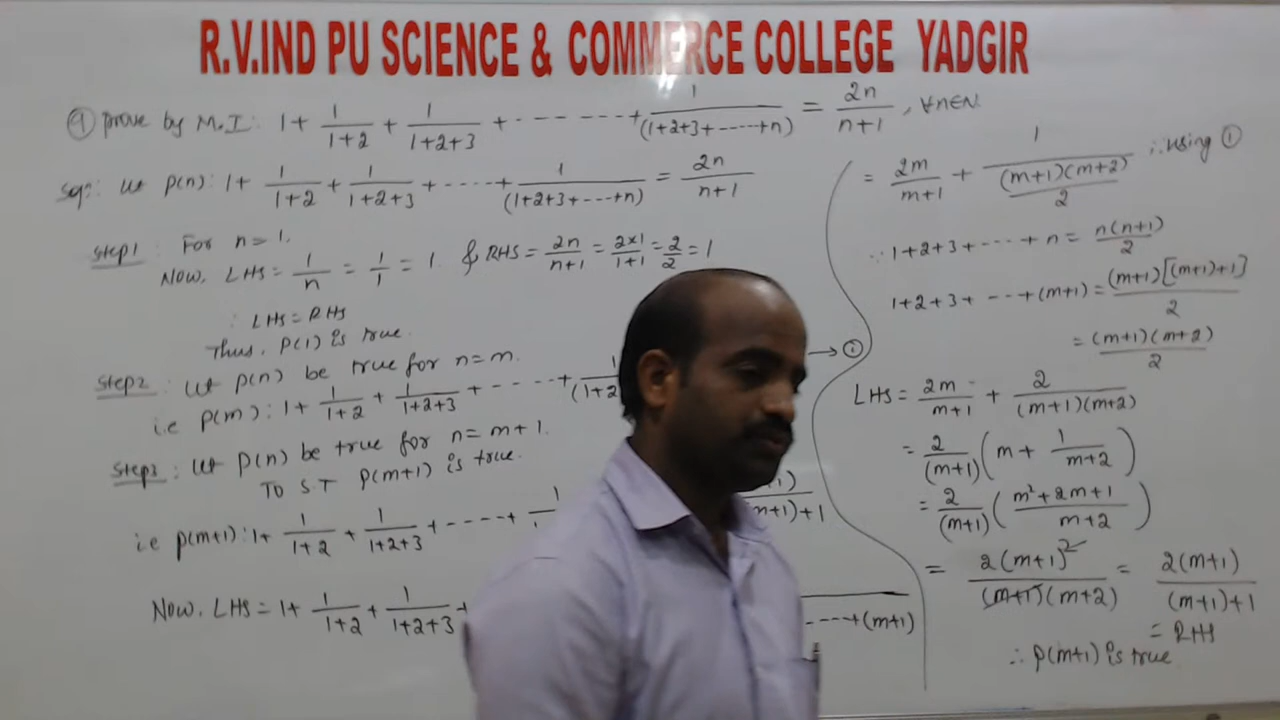 R.V.IND PU SCIENCE & COMMERCE COLLEGE YADGIR
9) prove by M.I: 1+ 1/(1+2) + 1/(1+2+3) + ------ + 1/(1+2+3+----+n) = 2n/(n+1), ∀n∈N
Let p(n): 1+ 1/(1+2) + 1/(1+2+3) + ---- + 1/(1+2+3+---+n) = 2n/(n+1)
Step1 : For n=1.
Now, LHS = 1/n = 1/1 = 1 & RHS = 2n/(n+1) = (2×1)/(1+1) = 2/2 = 1
∴ LHS = RHS
Thus, p(1) is true.
Step2 : Let p(n) be true for n=m.
i.e p(m): 1+ 1/(1+2) + 1/(1+2+3) + ---- + 1/(1+2 → ①
Step3 : Let p(n) be true for n=m+1.
TO S T p(m+1) is true.
i.e p(m+1): 1+ 1/(1+2) + 1/(1+2+3) + ---- + 1/ m+1)+1
Now, LHS = 1+ 1/(1+2) + 1/(1+2+3) + ---+(m+1)
= 2m/(m+1) + 1/((m+1)(m+2)/2) ∵ using ①
∵ 1+2+3+----+n = n(n+1)/2
1+2+3+---+(m+1) = (m+1)[(m+1)+1]/2
= (m+1)(m+2)/2
LHS = 2m/(m+1) + 2/((m+1)(m+2))
= 2/(m+1) (m + 1/(m+2))
= 2/(m+1) ((m²+2m+1)/(m+2))
= 2(m+1)²/((m+1)(m+2)) = 2(m+1)/((m+1)+1)
= RHS
∴ p(m+1) is true